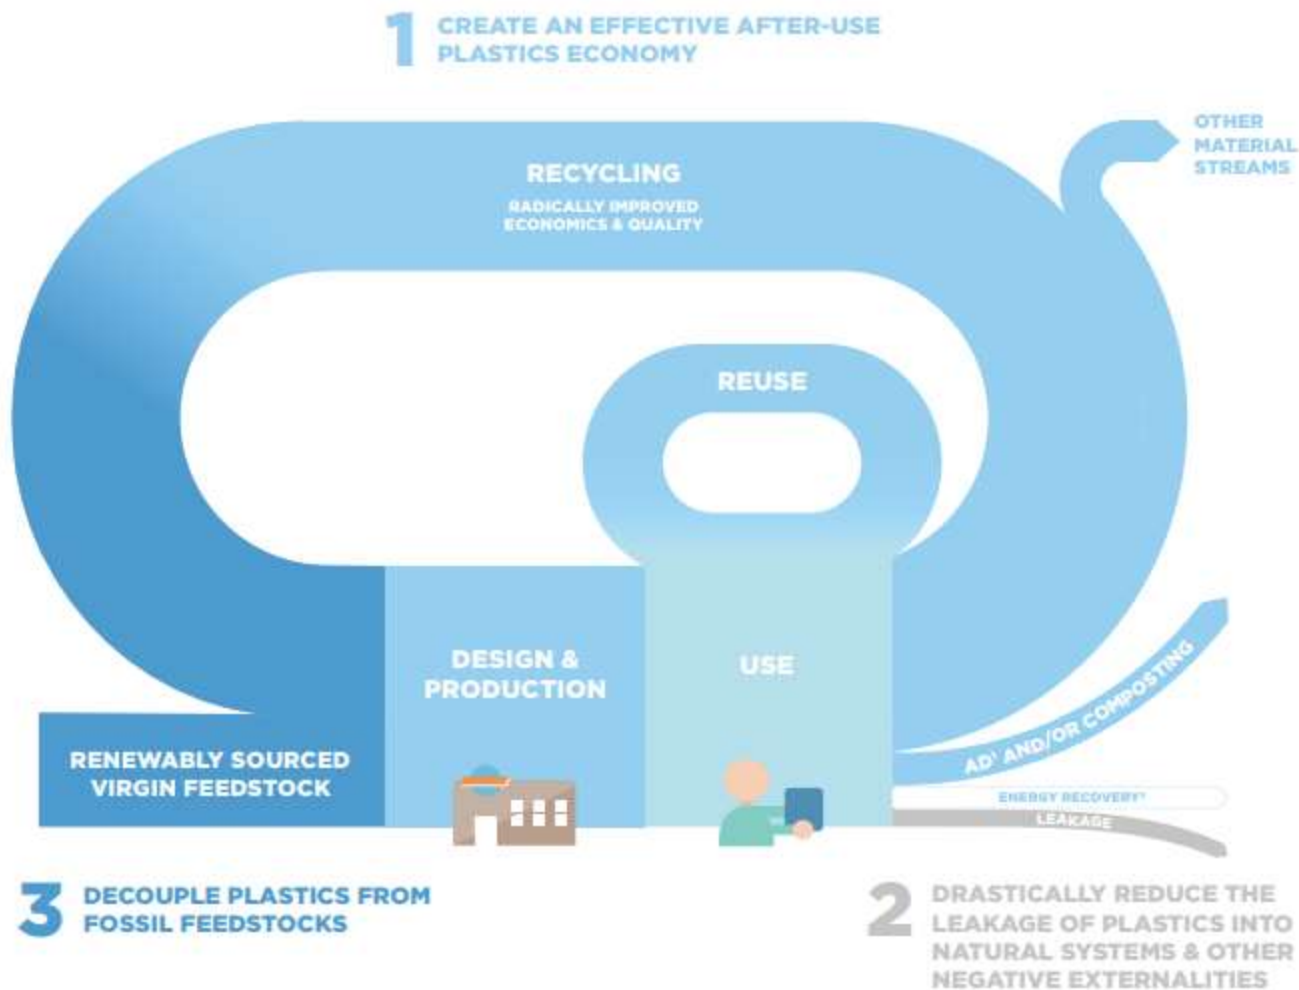 1 CREATE AN EFFECTIVE AFTER-USE
PLASTICS ECONOMY
OTHER
MATERIAL
STREAMS
RECYCLING
RADICALLY IMPROVED
ECONOMICS & QUALITY
REUSE
DESIGN &
PRODUCTION
USE
RENEWABLY SOURCED
VIRGIN FEEDSTOCK
AD¹ AND/OR COMPOSTING
ENERGY RECOVERY²
LEAKAGE
3 DECOUPLE PLASTICS FROM
FOSSIL FEEDSTOCKS
2 DRASTICALLY REDUCE THE
LEAKAGE OF PLASTICS INTO
NATURAL SYSTEMS & OTHER
NEGATIVE EXTERNALITIES